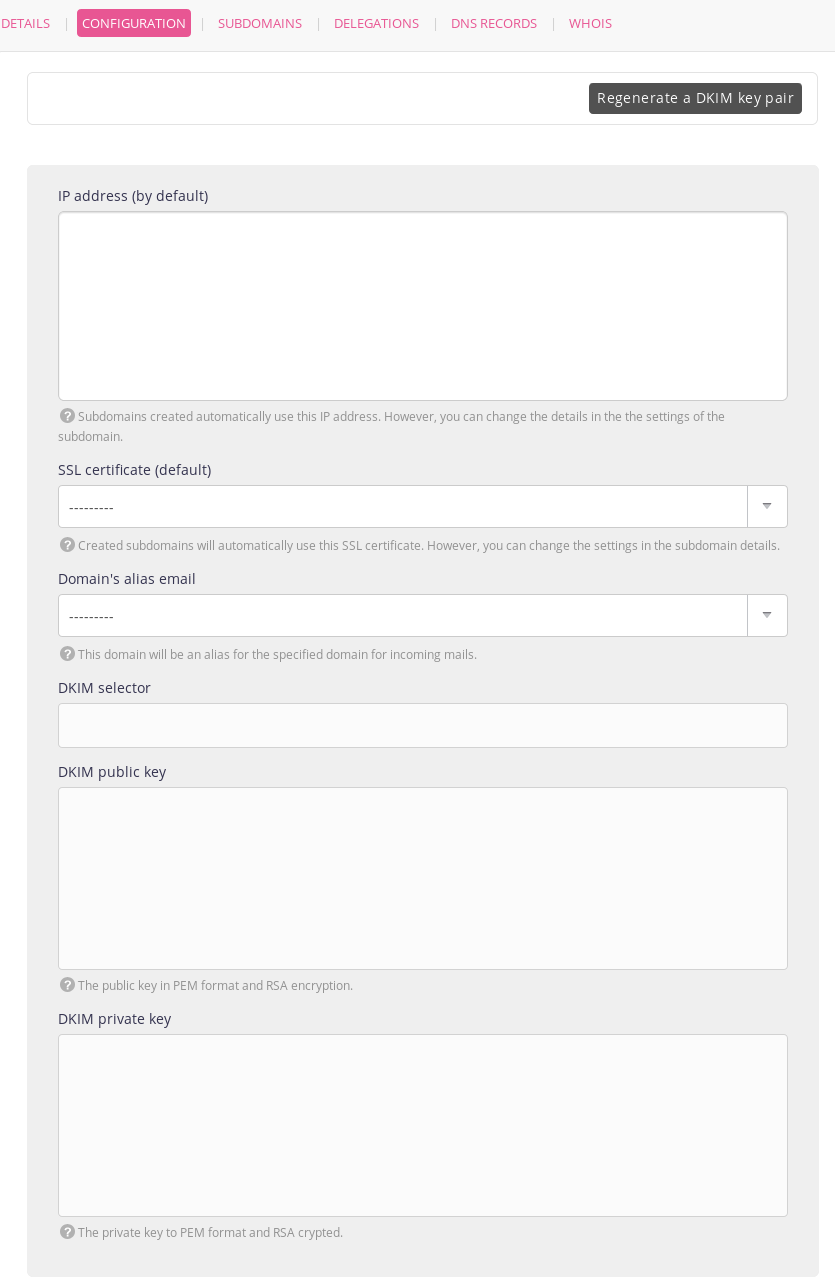 DETAILS | CONFIGURATION | SUBDOMAINS | DELEGATIONS | DNS RECORDS | WHOIS
Regenerate a DKIM key pair
IP address (by default)
? Subdomains created automatically use this IP address. However, you can change the details in the the settings of the
subdomain.
SSL certificate (default)
---------
? Created subdomains will automatically use this SSL certificate. However, you can change the settings in the subdomain details.
Domain's alias email
---------
? This domain will be an alias for the specified domain for incoming mails.
DKIM selector
DKIM public key
? The public key in PEM format and RSA encryption.
DKIM private key
? The private key to PEM format and RSA crypted.